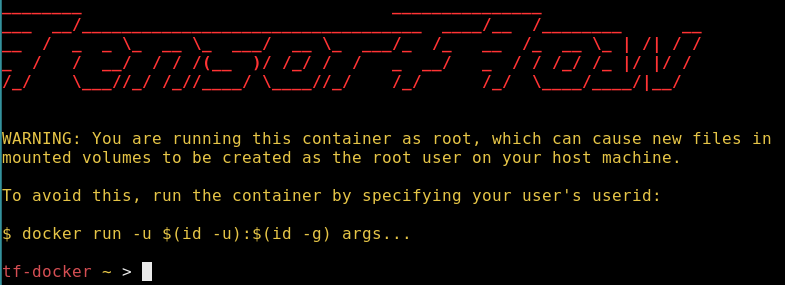 TensorFlow
WARNING: You are running this container as root, which can cause new files in
mounted volumes to be created as the root user on your host machine.
To avoid this, run the container by specifying your user's userid:
$ docker run -u $(id -u):$(id -g) args...
tf-docker ~ >